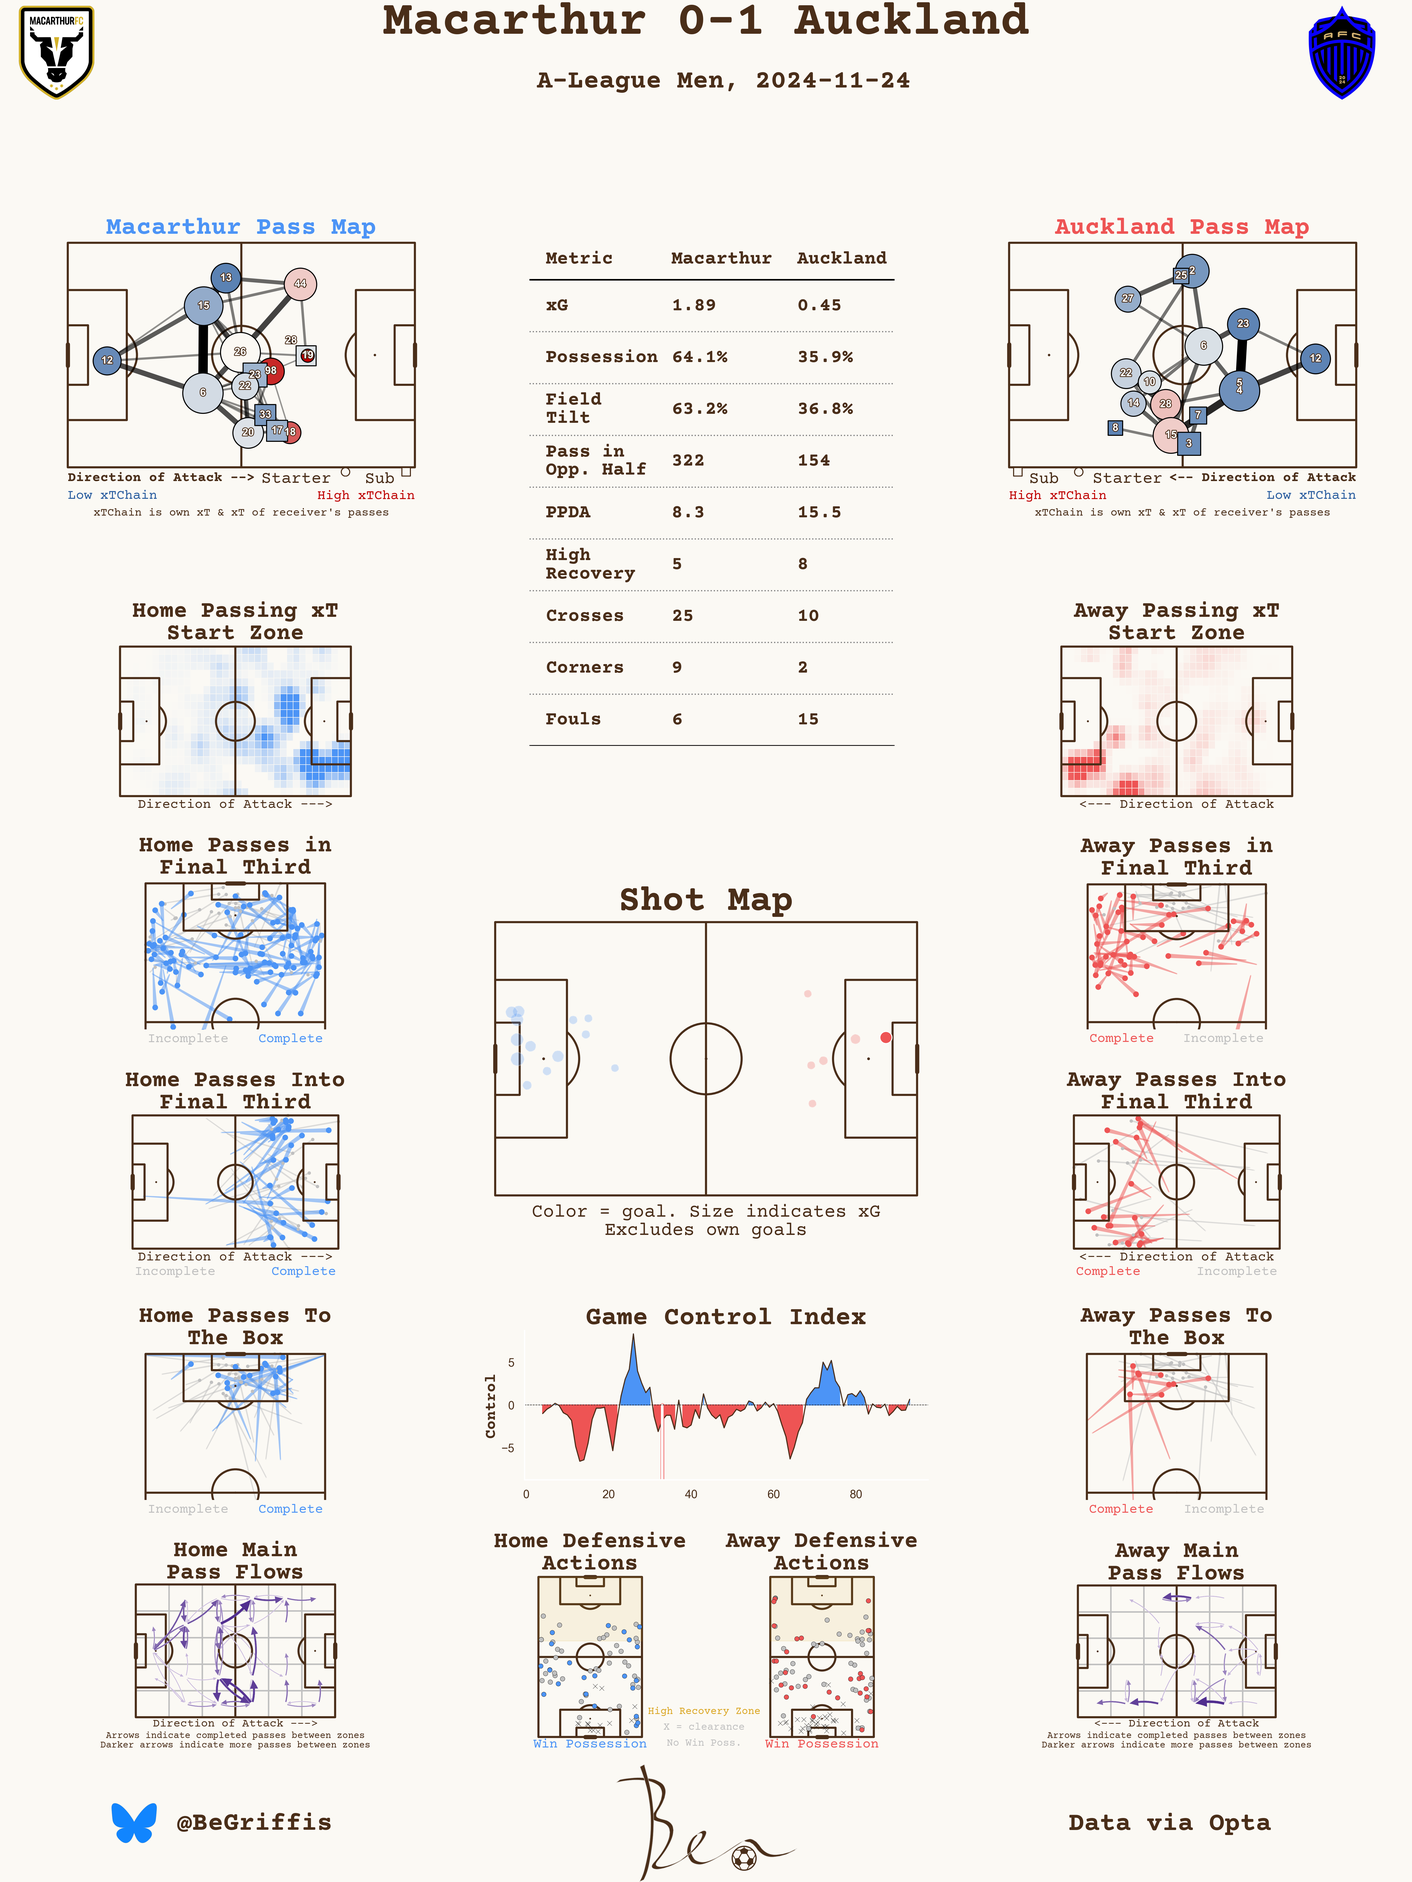 Macarthur 0-1 Auckland
A-League Men, 2024-11-24
MACARTHURFC
AFC
Macarthur Pass Map
13
44
15
28
26
19
12
98
23
22
6
33
20
17
18
Direction of Attack --> Starter Sub
Low xTChain High xTChain
xTChain is own xT & xT of receiver's passes
Metric Macarthur Auckland
xG 1.89 0.45
Possession 64.1% 35.9%
Field
Tilt 63.2% 36.8%
Pass in
Opp. Half 322 154
PPDA 8.3 15.5
High
Recovery 5 8
Crosses 25 10
Corners 9 2
Fouls 6 15
Auckland Pass Map
25
2
27
23
6
12
22
10
5
4
14
28
7
8
15
3
Sub Starter <-- Direction of Attack
High xTChain Low xTChain
xTChain is own xT & xT of receiver's passes
Home Passing xT
Start Zone
Direction of Attack --->
Away Passing xT
Start Zone
<--- Direction of Attack
Home Passes in
Final Third
Incomplete Complete
Away Passes in
Final Third
Complete Incomplete
Shot Map
Color = goal. Size indicates xG
Excludes own goals
Home Passes Into
Final Third
Direction of Attack --->
Incomplete Complete
Away Passes Into
Final Third
<--- Direction of Attack
Complete Incomplete
Home Passes To
The Box
Incomplete Complete
Game Control Index
Control
5
0
−5
0 20 40 60 80
Away Passes To
The Box
Complete Incomplete
Home Main
Pass Flows
Direction of Attack --->
Arrows indicate completed passes between zones
Darker arrows indicate more passes between zones
Home Defensive
Actions
Win Possession
Away Defensive
Actions
Win Possession
High Recovery Zone
X = clearance
No Win Poss.
Away Main
Pass Flows
<--- Direction of Attack
Arrows indicate completed passes between zones
Darker arrows indicate more passes between zones
@BeGriffis
Ben
Data via Opta